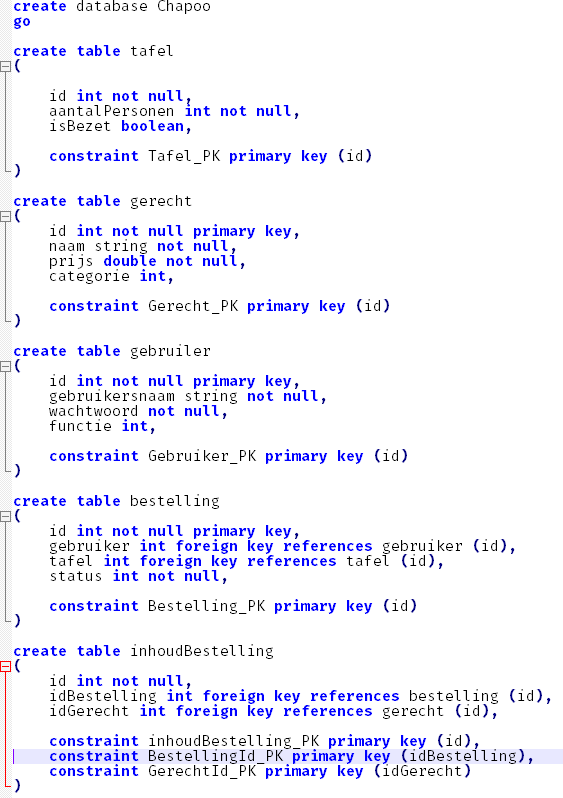 create database Chapoo
go
create table tafel
(
id int not null,
aantalPersonen int not null,
isBezet boolean,
constraint Tafel_PK primary key (id)
)
create table gerecht
(
id int not null primary key,
naam string not null,
prijs double not null,
categorie int,
constraint Gerecht_PK primary key (id)
)
create table gebruiler
(
id int not null primary key,
gebruikersnaam string not null,
wachtwoord not null,
functie int,
constraint Gebruiker_PK primary key (id)
)
create table bestelling
(
id int not null primary key,
gebruiker int foreign key references gebruiker (id),
tafel int foreign key references tafel (id),
status int not null,
constraint Bestelling_PK primary key (id)
)
create table inhoudBestelling
(
id int not null,
idBestelling int foreign key references bestelling (id),
idGerecht int foreign key references gerecht (id),
constraint inhoudBestelling_PK primary key (id),
constraint BestellingId_PK primary key (idBestelling),
constraint GerechtId_PK primary key (idGerecht)
)